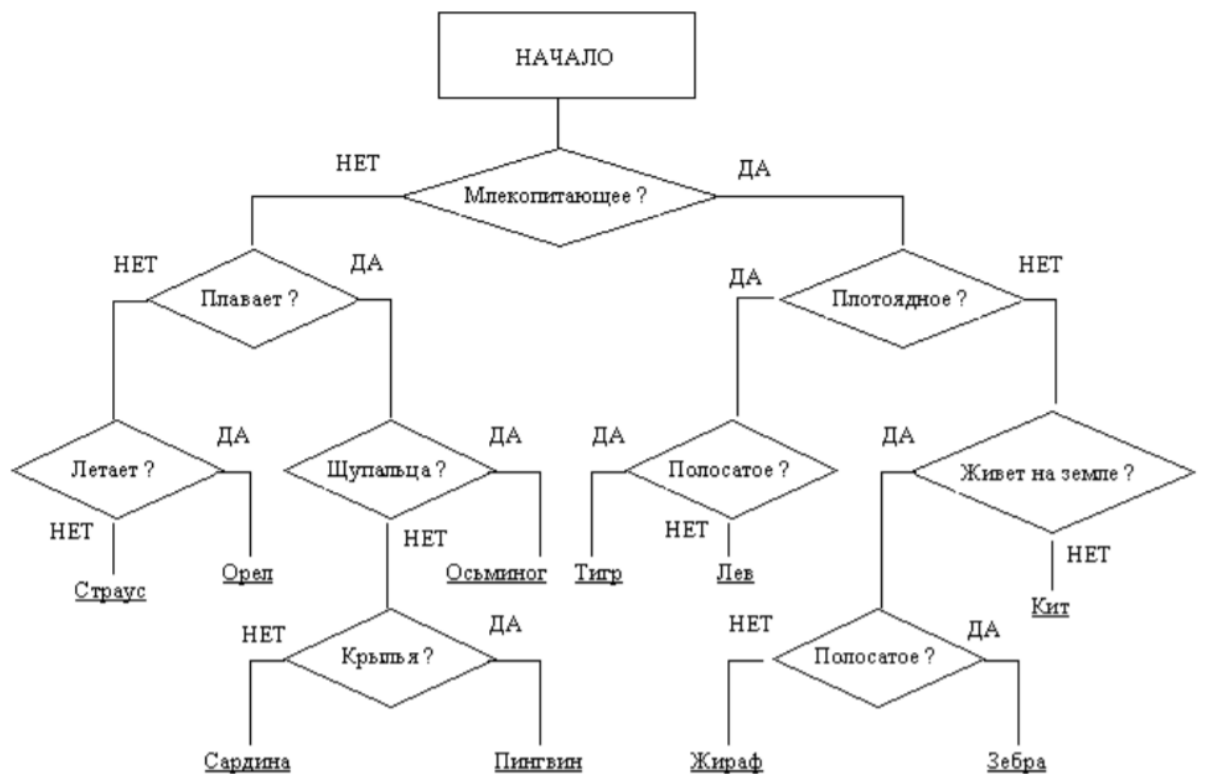 НАЧАЛО
НЕТ
ДА
Млекопитающее ?
НЕТ
ДА
ДА
НЕТ
Плавает ?
Плотоядное ?
ДА
ДА
ДА
ДА
Летает ?
Щупальца ?
Полосатое ?
Живет на земле ?
НЕТ
НЕТ
НЕТ
НЕТ
Страус
Орел
Осьминог
Тигр
Лев
Кит
НЕТ
ДА
НЕТ
ДА
Крылья ?
Полосатое ?
Сардина
Пингвин
Жираф
Зебра